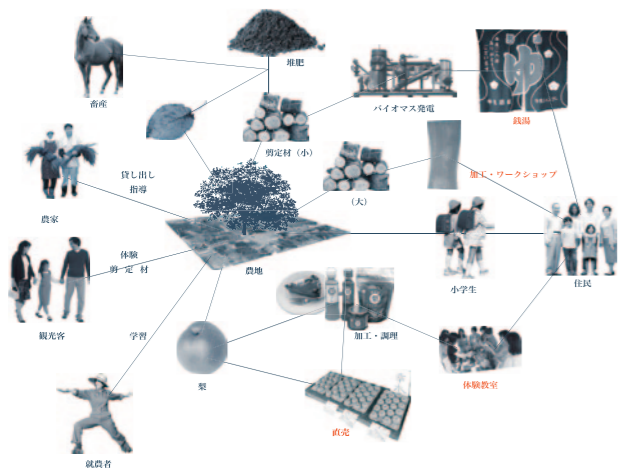 堆肥
畜産
バイオマス発電
ゆ
銭湯
剪定材（小）
加工・ワークショップ
貸し出し
指導
（大）
農家
体験
剪定材
農地
小学生
住民
観光客
学習
加工・調理
梨
体験教室
直売
就農者